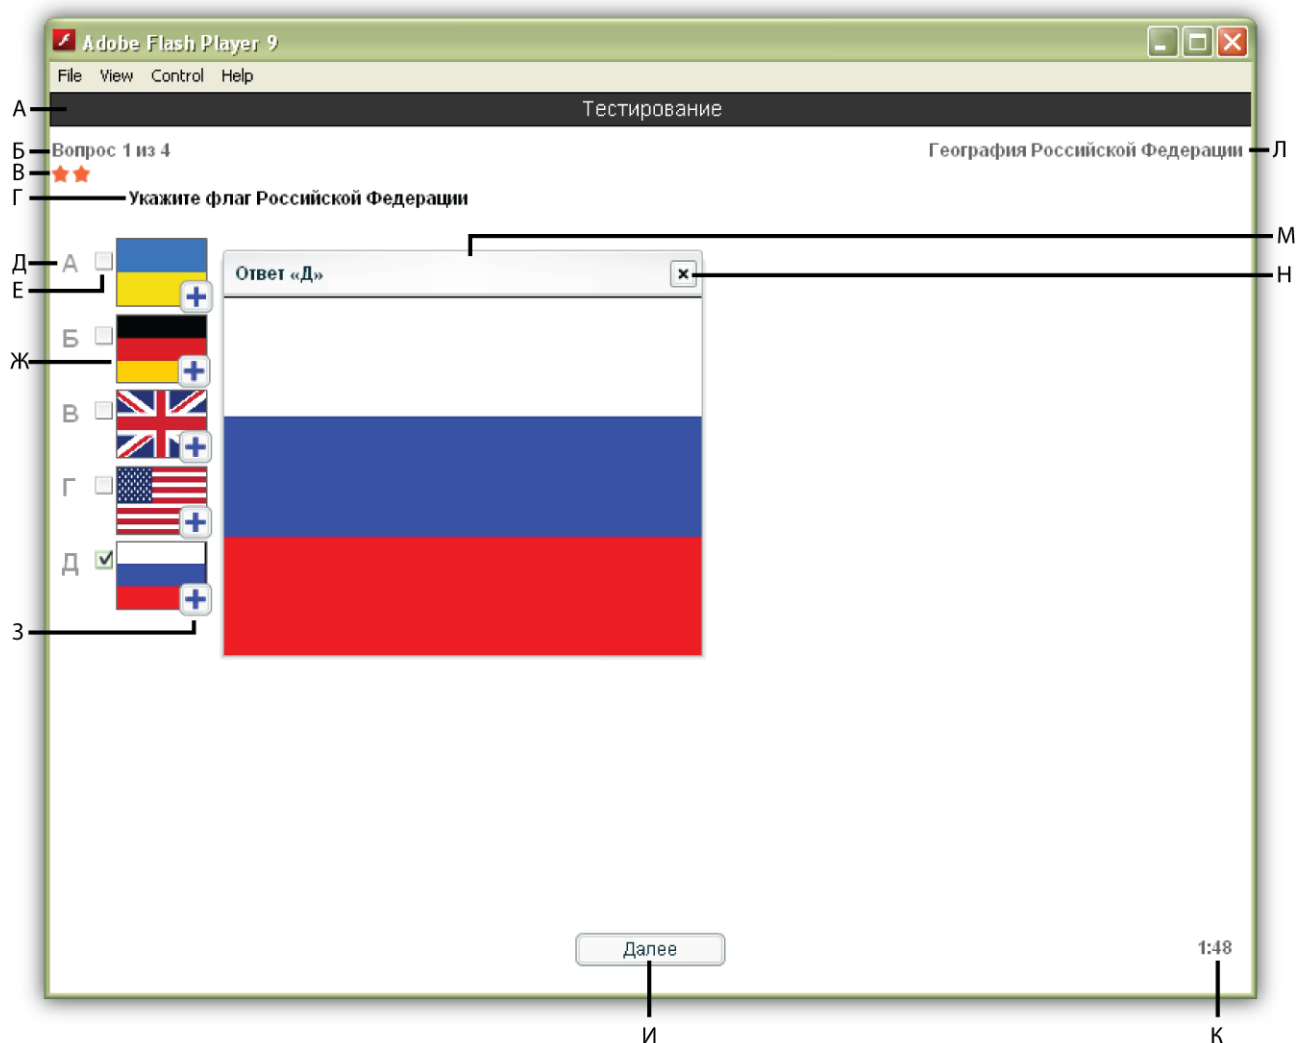 Adobe Flash Player 9
File View Control Help
А
Тестирование
Б
Вопрос 1 из 4
География Российской Федерации
Л
В
Г
Укажите флаг Российской Федерации
М
Д
А
Ответ «Д»
Н
Е
Б
Ж
В
Г
Д
З
Далее
1:48
И
К